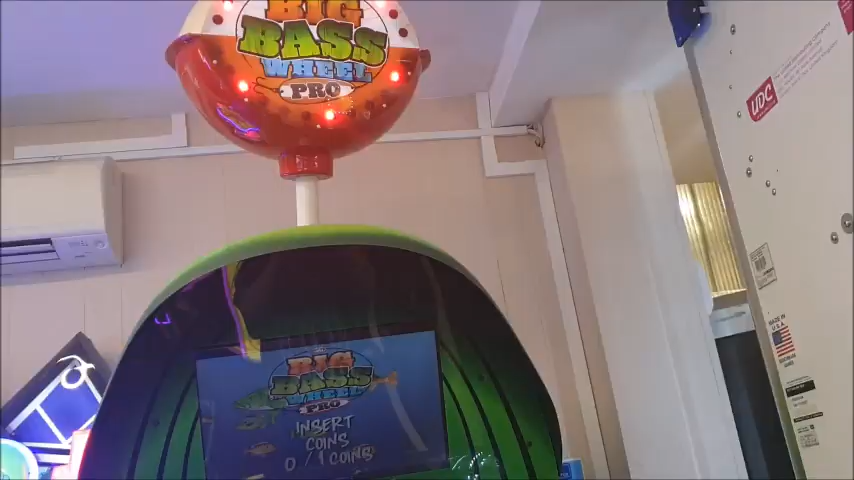 BIG
BASS
WHEEL
PRO
UDC
MADE IN
BIG
BASS
WHEEL
PRO
INSERT
COINS
0 / 1 COINS